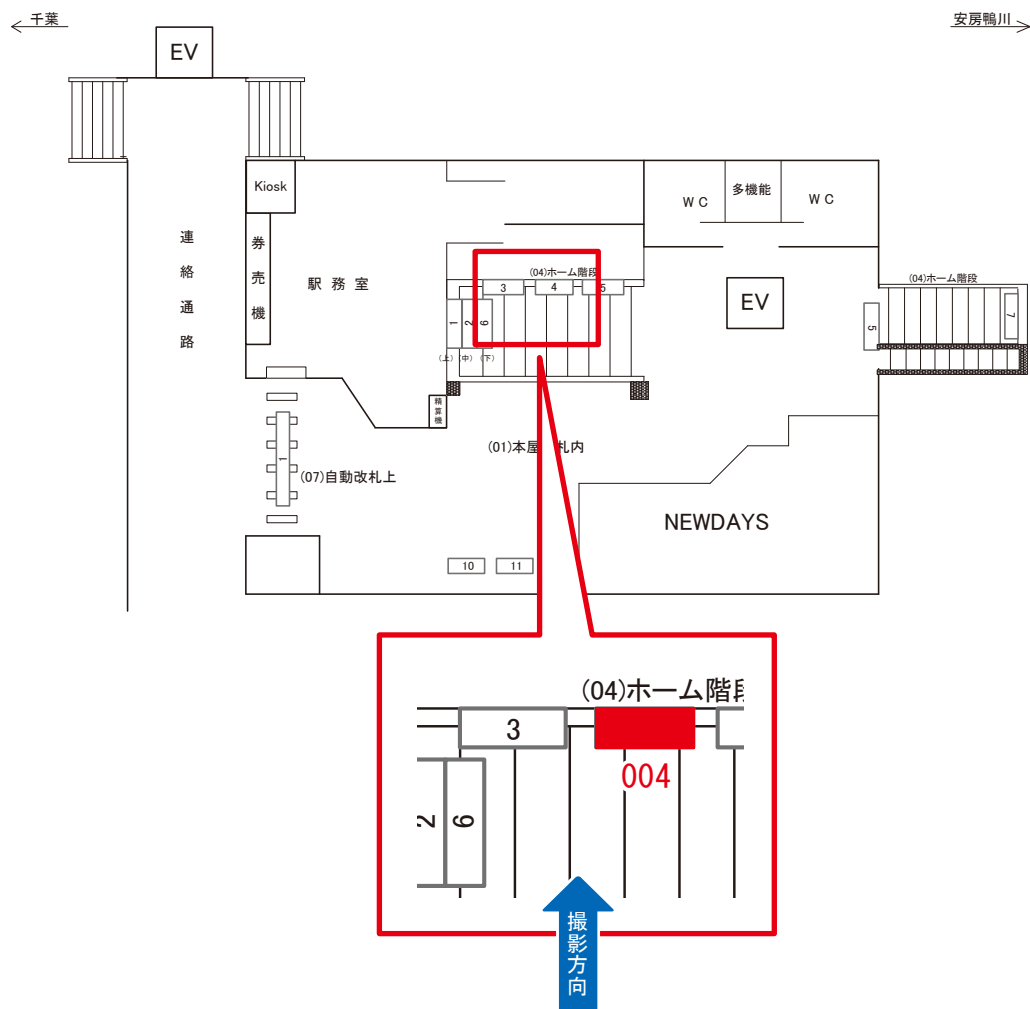 千葉
安房鴨川
EV
Kiosk
券売機
連絡通路
駅務室
WC
多機能
WC
(04)ホーム階段
3
4
5
EV
(04)ホーム階段
7
5
1
2
6
(上)
(中)
(下)
精算機
(01)本屋
札内
1
(07)自動改札上
NEWDAYS
10
11
(04)ホーム階段
3
004
2
6
撮影方向